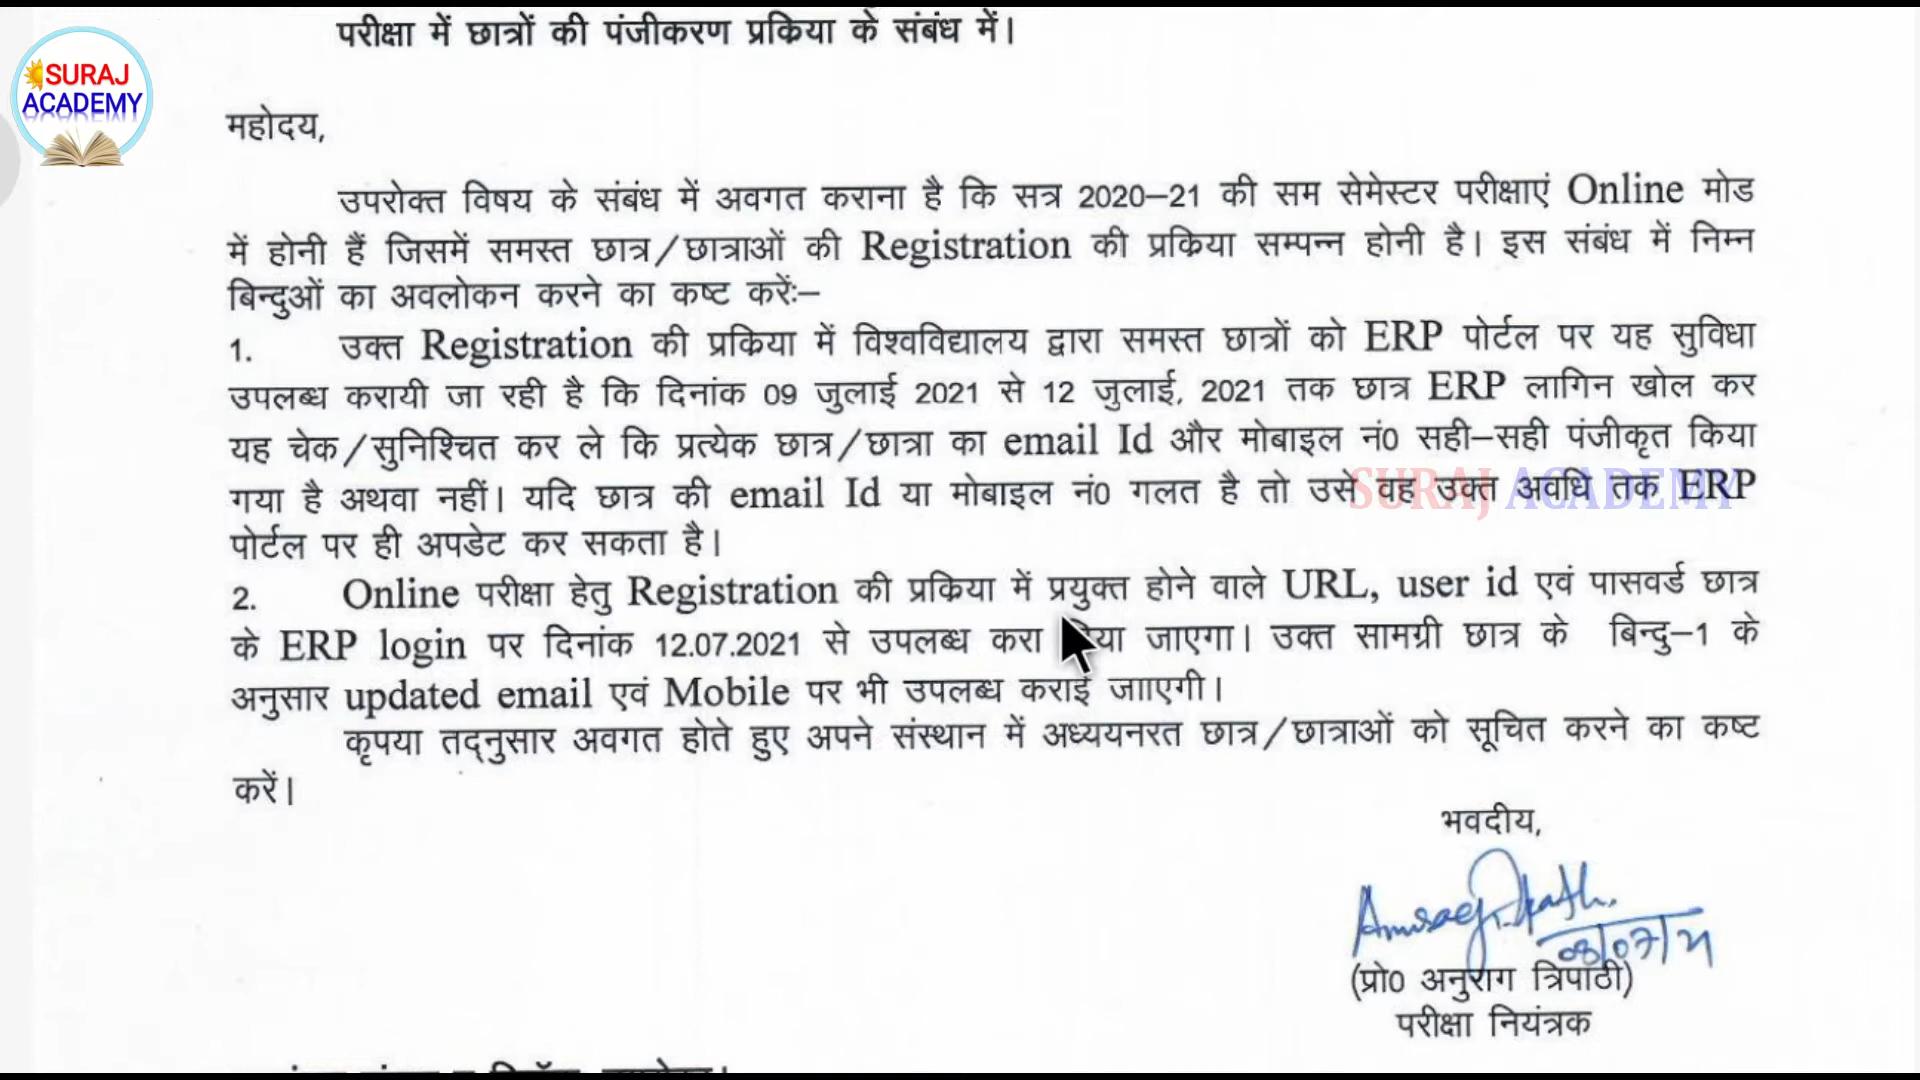 परीक्षा में छात्रों की पंजीकरण प्रक्रिया के संबंध में।
SURAJ
ACADEMY
महोदय,
उपरोक्त विषय के संबंध में अवगत कराना है कि सत्र 2020–21 की सम सेमेस्टर परीक्षाएं Online मोड
में होनी हैं जिसमें समस्त छात्र/छात्राओं की Registration की प्रक्रिया सम्पन्न होनी है। इस संबंध में निम्न
बिन्दुओं का अवलोकन करने का कष्ट करेंः–
1. उक्त Registration की प्रक्रिया में विश्वविद्यालय द्वारा समस्त छात्रों को ERP पोर्टल पर यह सुविधा
उपलब्ध करायी जा रही है कि दिनांक 09 जुलाई 2021 से 12 जुलाई, 2021 तक छात्र ERP लागिन खोल कर
यह चेक/सुनिश्चित कर ले कि प्रत्येक छात्र/छात्रा का email Id और मोबाइल नं0 सही–सही पंजीकृत किया
गया है अथवा नहीं। यदि छात्र की email Id या मोबाइल नं0 गलत है तो उसे वह उक्त अवधि तक ERP
SURAJ ACADEMY
पोर्टल पर ही अपडेट कर सकता है।
2. Online परीक्षा हेतु Registration की प्रक्रिया में प्रयुक्त होने वाले URL, user id एवं पासवर्ड छात्र
के ERP login पर दिनांक 12.07.2021 से उपलब्ध करा जाएगा। उक्त सामग्री छात्र के बिन्दु–1 के
अनुसार updated email एवं Mobile पर भी उपलब्ध कराई जााएगी।
कृपया तद्नुसार अवगत होते हुए अपने संस्थान में अध्ययनरत छात्र/छात्राओं को सूचित करने का कष्ट
करें।
भवदीय,
08/07/21
(प्रो0 अनुराग त्रिपाठी)
परीक्षा नियंत्रक